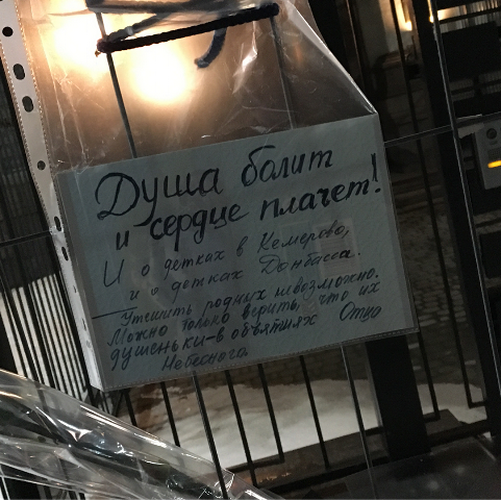 Душа болит
и сердце плачет!
И о детках в Кемерово,
и о детках Донбасса.
Утешить родных невозможно.
Можно только верить, что их
душеньки-в объятиях Отца
Небесного